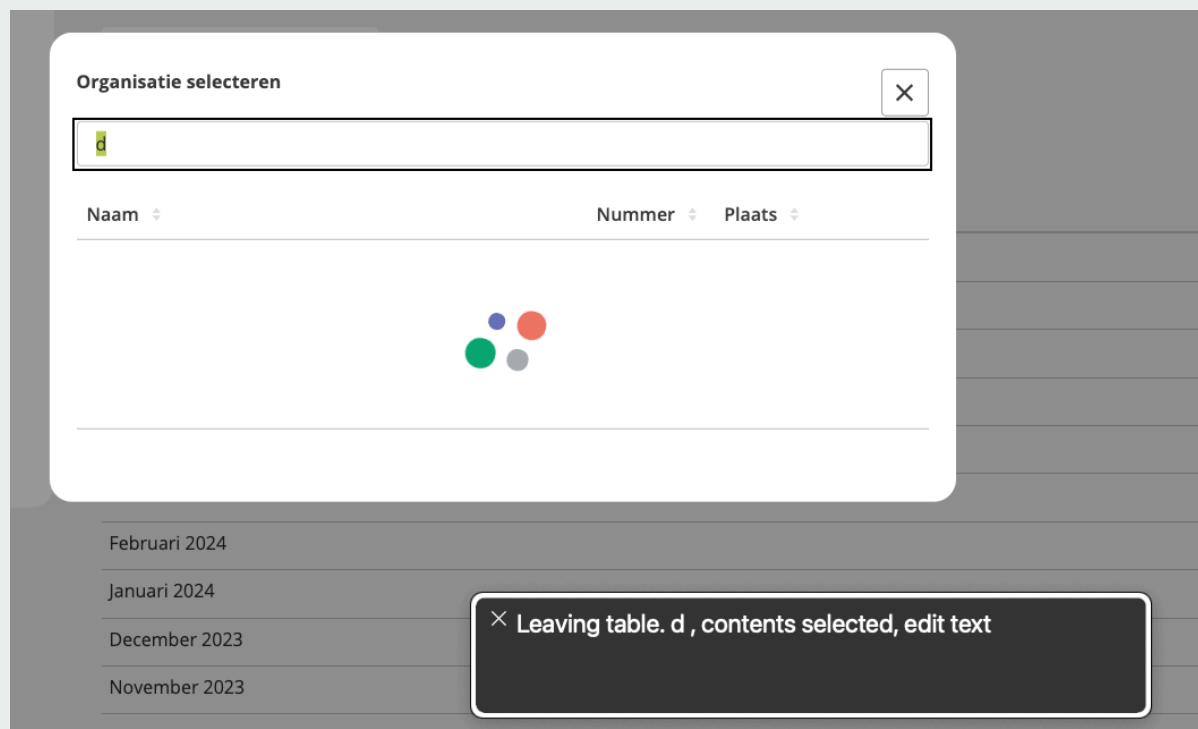 Organisatie selecteren
d
Naam Nummer Plaats
Februari 2024
Januari 2024
December 2023
November 2023
Leaving table. d , contents selected, edit text